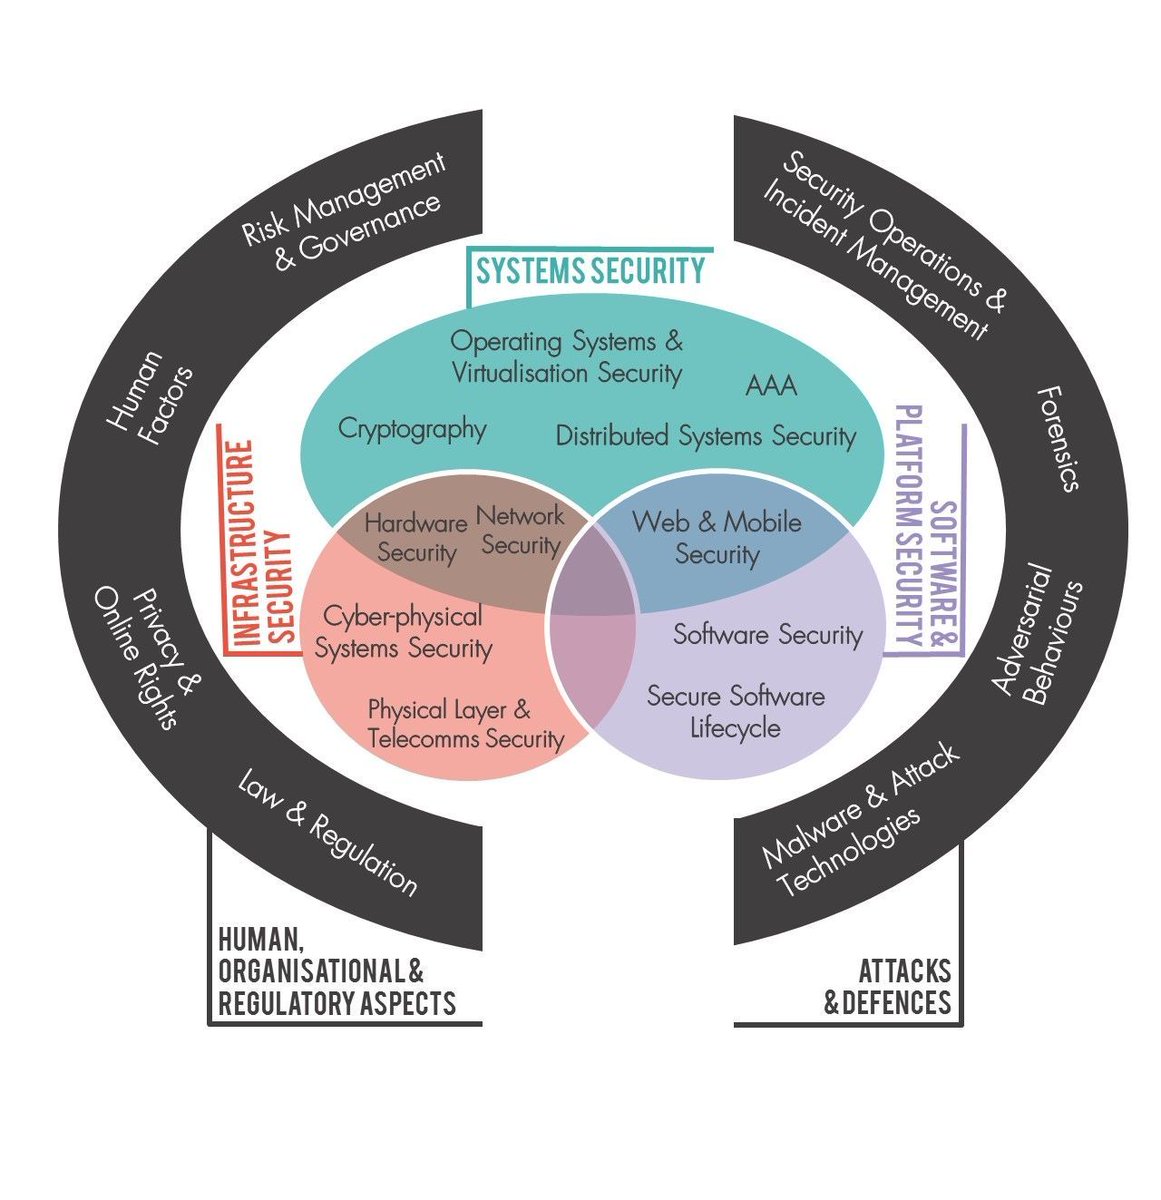 Risk Management
& Governance
Human
Factors
Privacy &
Online Rights
Law & Regulation
HUMAN,
ORGANISATIONAL &
REGULATORY ASPECTS
SYSTEMS SECURITY
Operating Systems &
Virtualisation Security
AAA
Cryptography
Distributed Systems Security
INFRASTRUCTURE
SECURITY
Hardware
Security
Network
Security
Cyber-physical
Systems Security
Physical Layer &
Telecomms Security
Web & Mobile
Security
Software Security
Secure Software
Lifecycle
SOFTWARE &
PLATFORM SECURITY
Security Operations &
Incident Management
Forensics
Adversarial
Behaviours
Malware & Attack
Technologies
ATTACKS
& DEFENCES